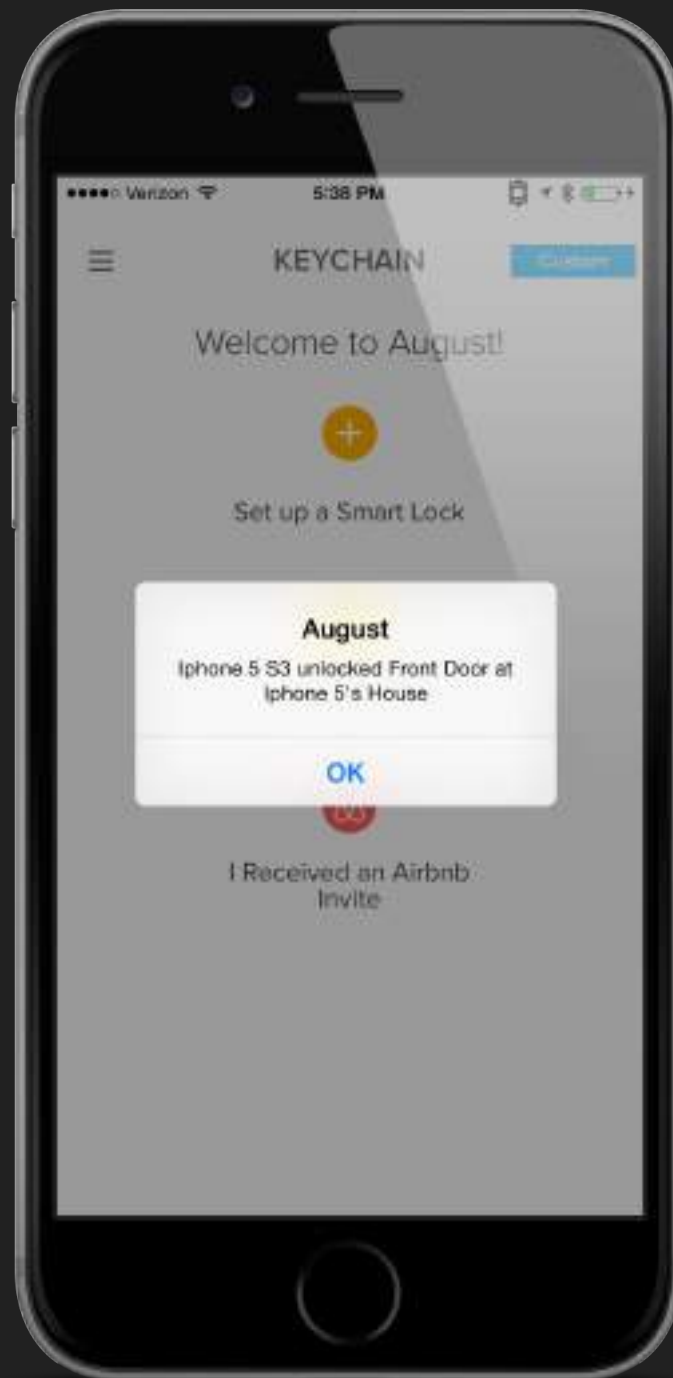 Verizon
5:38 PM
KEYCHAIN
Custom
Welcome to August!
Set up a Smart Lock
August
Iphone 5 S3 unlocked Front Door at
Iphone 5's House
OK
I Received an Airbnb
Invite